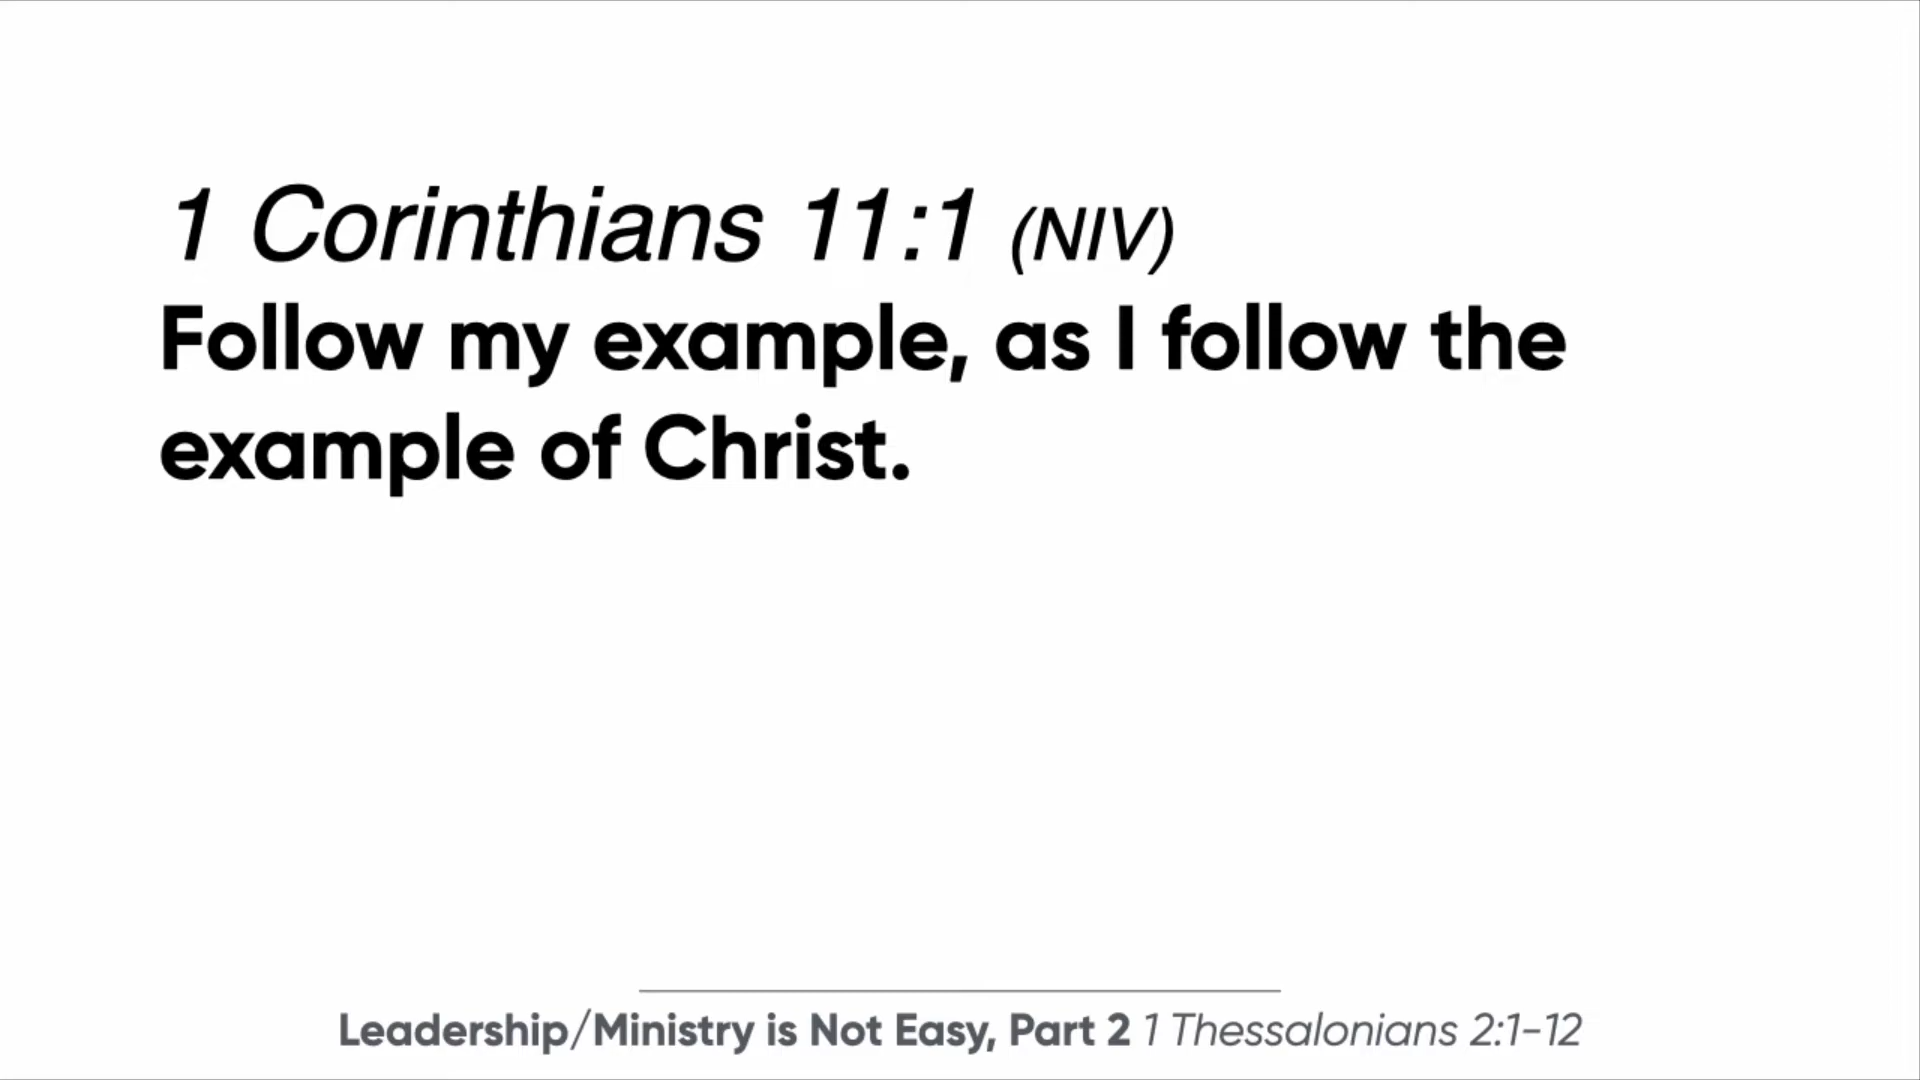 1 Corinthians 11:1 (NIV)
Follow my example, as I follow the
example of Christ.
Leadership/Ministry is Not Easy, Part 2 1 Thessalonians 2:1–12